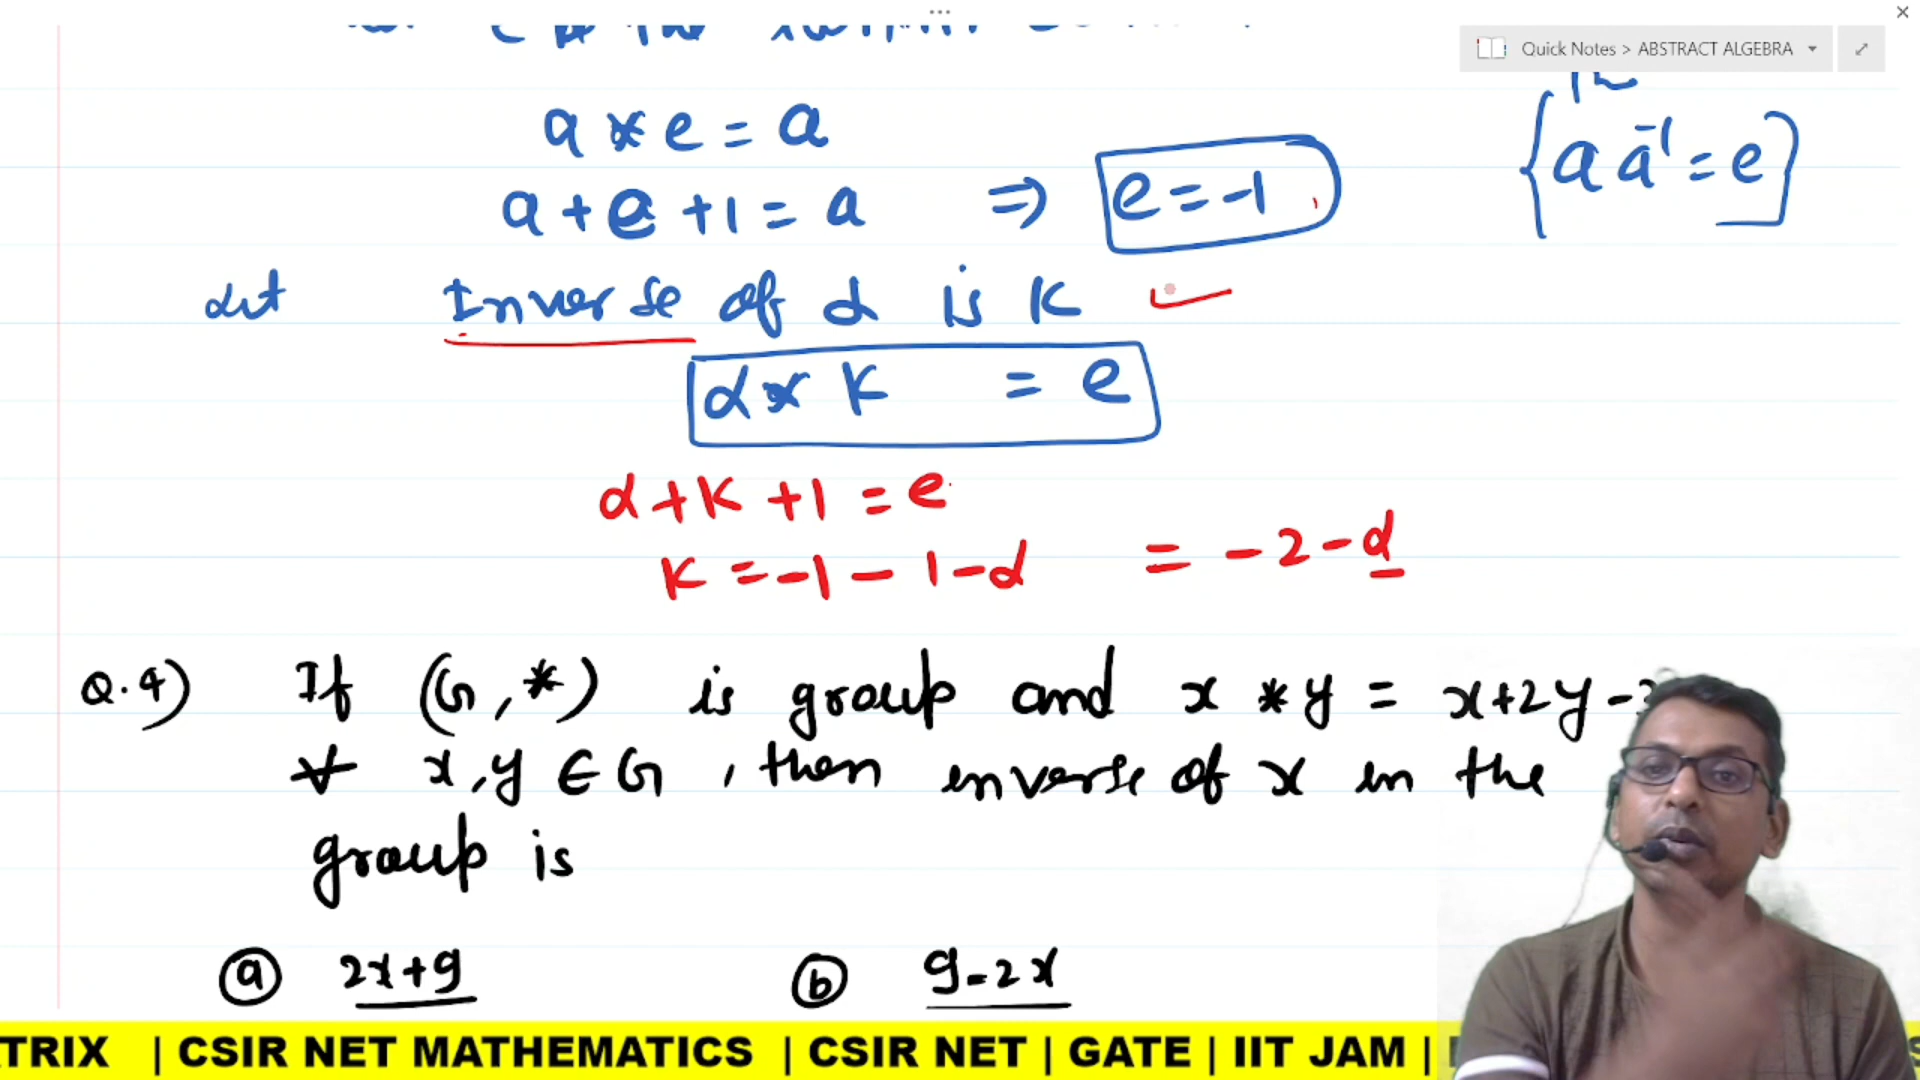 Quick Notes > ABSTRACT ALGEBRA
a * e = a
a + e + 1 = a ⇒ e = -1
{ a a⁻¹ = e }
Let Inverse of α is K
α * K = e
α + K + 1 = e
K = -1 - 1 - α = -2 - α
Q.4) If (G, *) is group and x * y = x+2y-
∀ x, y ∈ G, then inverse of x in the
group is
(a) 2x+9 (b) 9-2x
TRIX | CSIR NET MATHEMATICS | CSIR NET | GATE | IIT JAM |